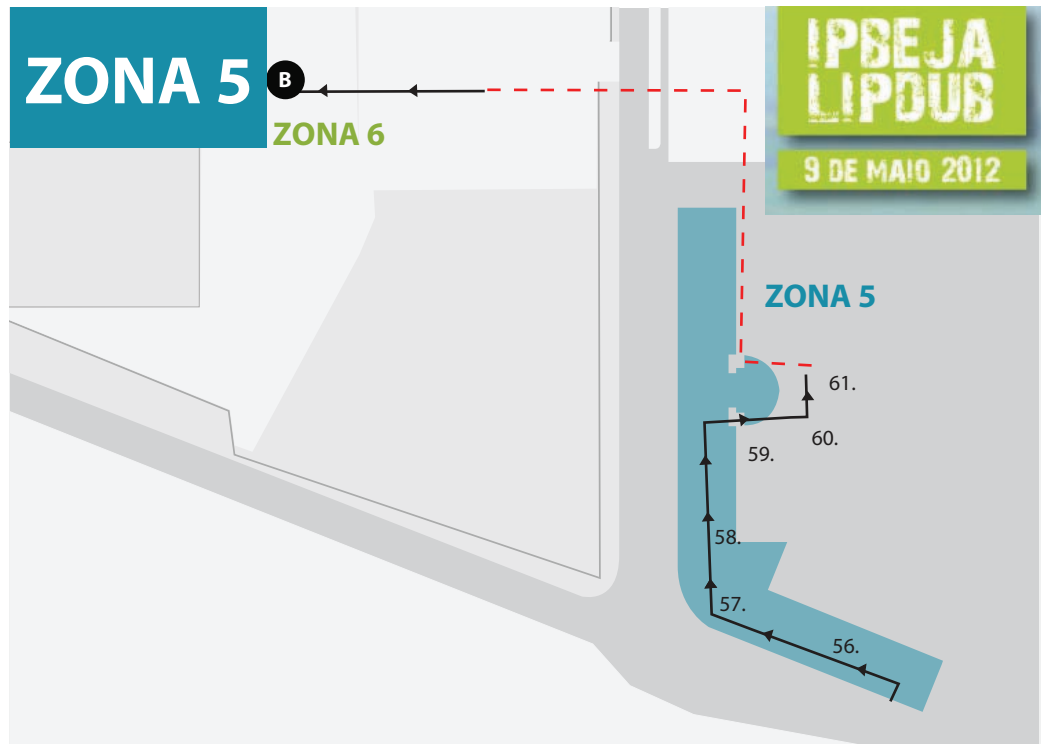 ZONA 5
B
ZONA 6
IPBEJA
LIPDUB
9 DE MAIO 2012
ZONA 5
61.
60.
59.
58.
57.
56.